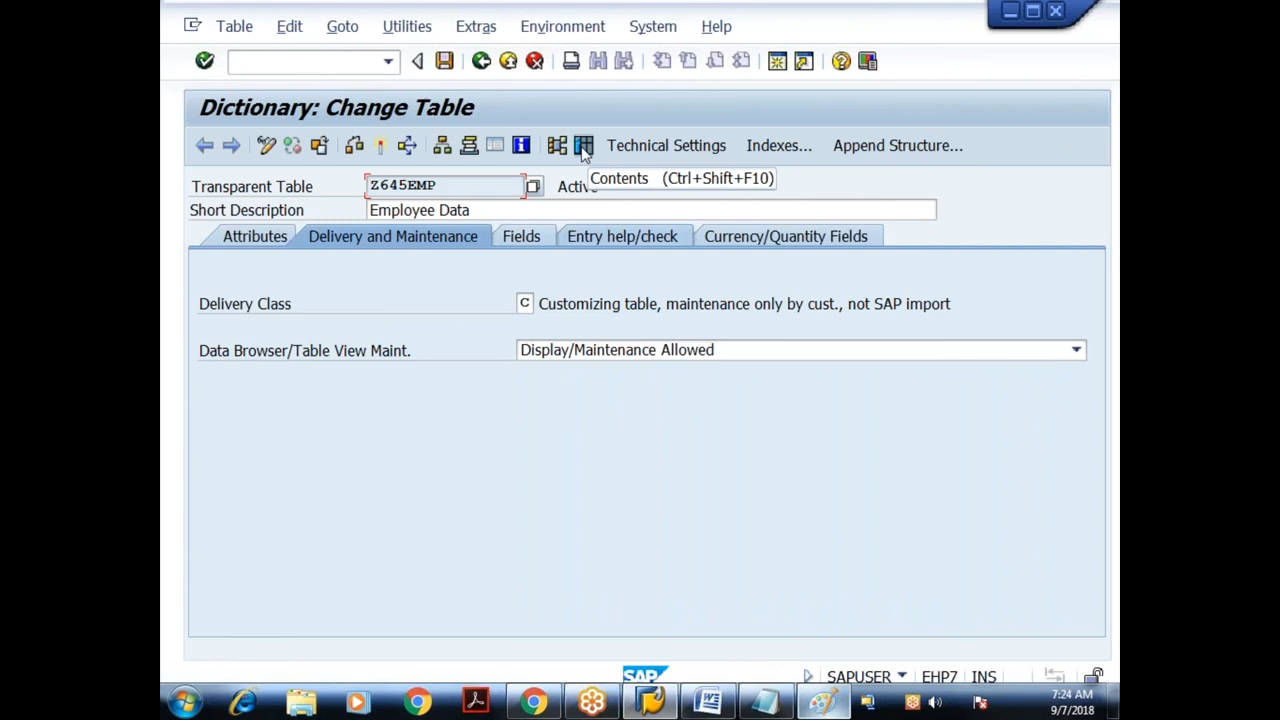 Table Edit Goto Utilities Extras Environment System Help
Dictionary: Change Table
Technical Settings Indexes... Append Structure...
Contents (Ctrl+Shift+F10)
Transparent Table Z645EMP Active
Short Description Employee Data
Attributes Delivery and Maintenance Fields Entry help/check Currency/Quantity Fields
Delivery Class C Customizing table, maintenance only by cust., not SAP import
Data Browser/Table View Maint. Display/Maintenance Allowed
SAP SAPUSER EHP7 INS
7:24 AM
9/7/2018